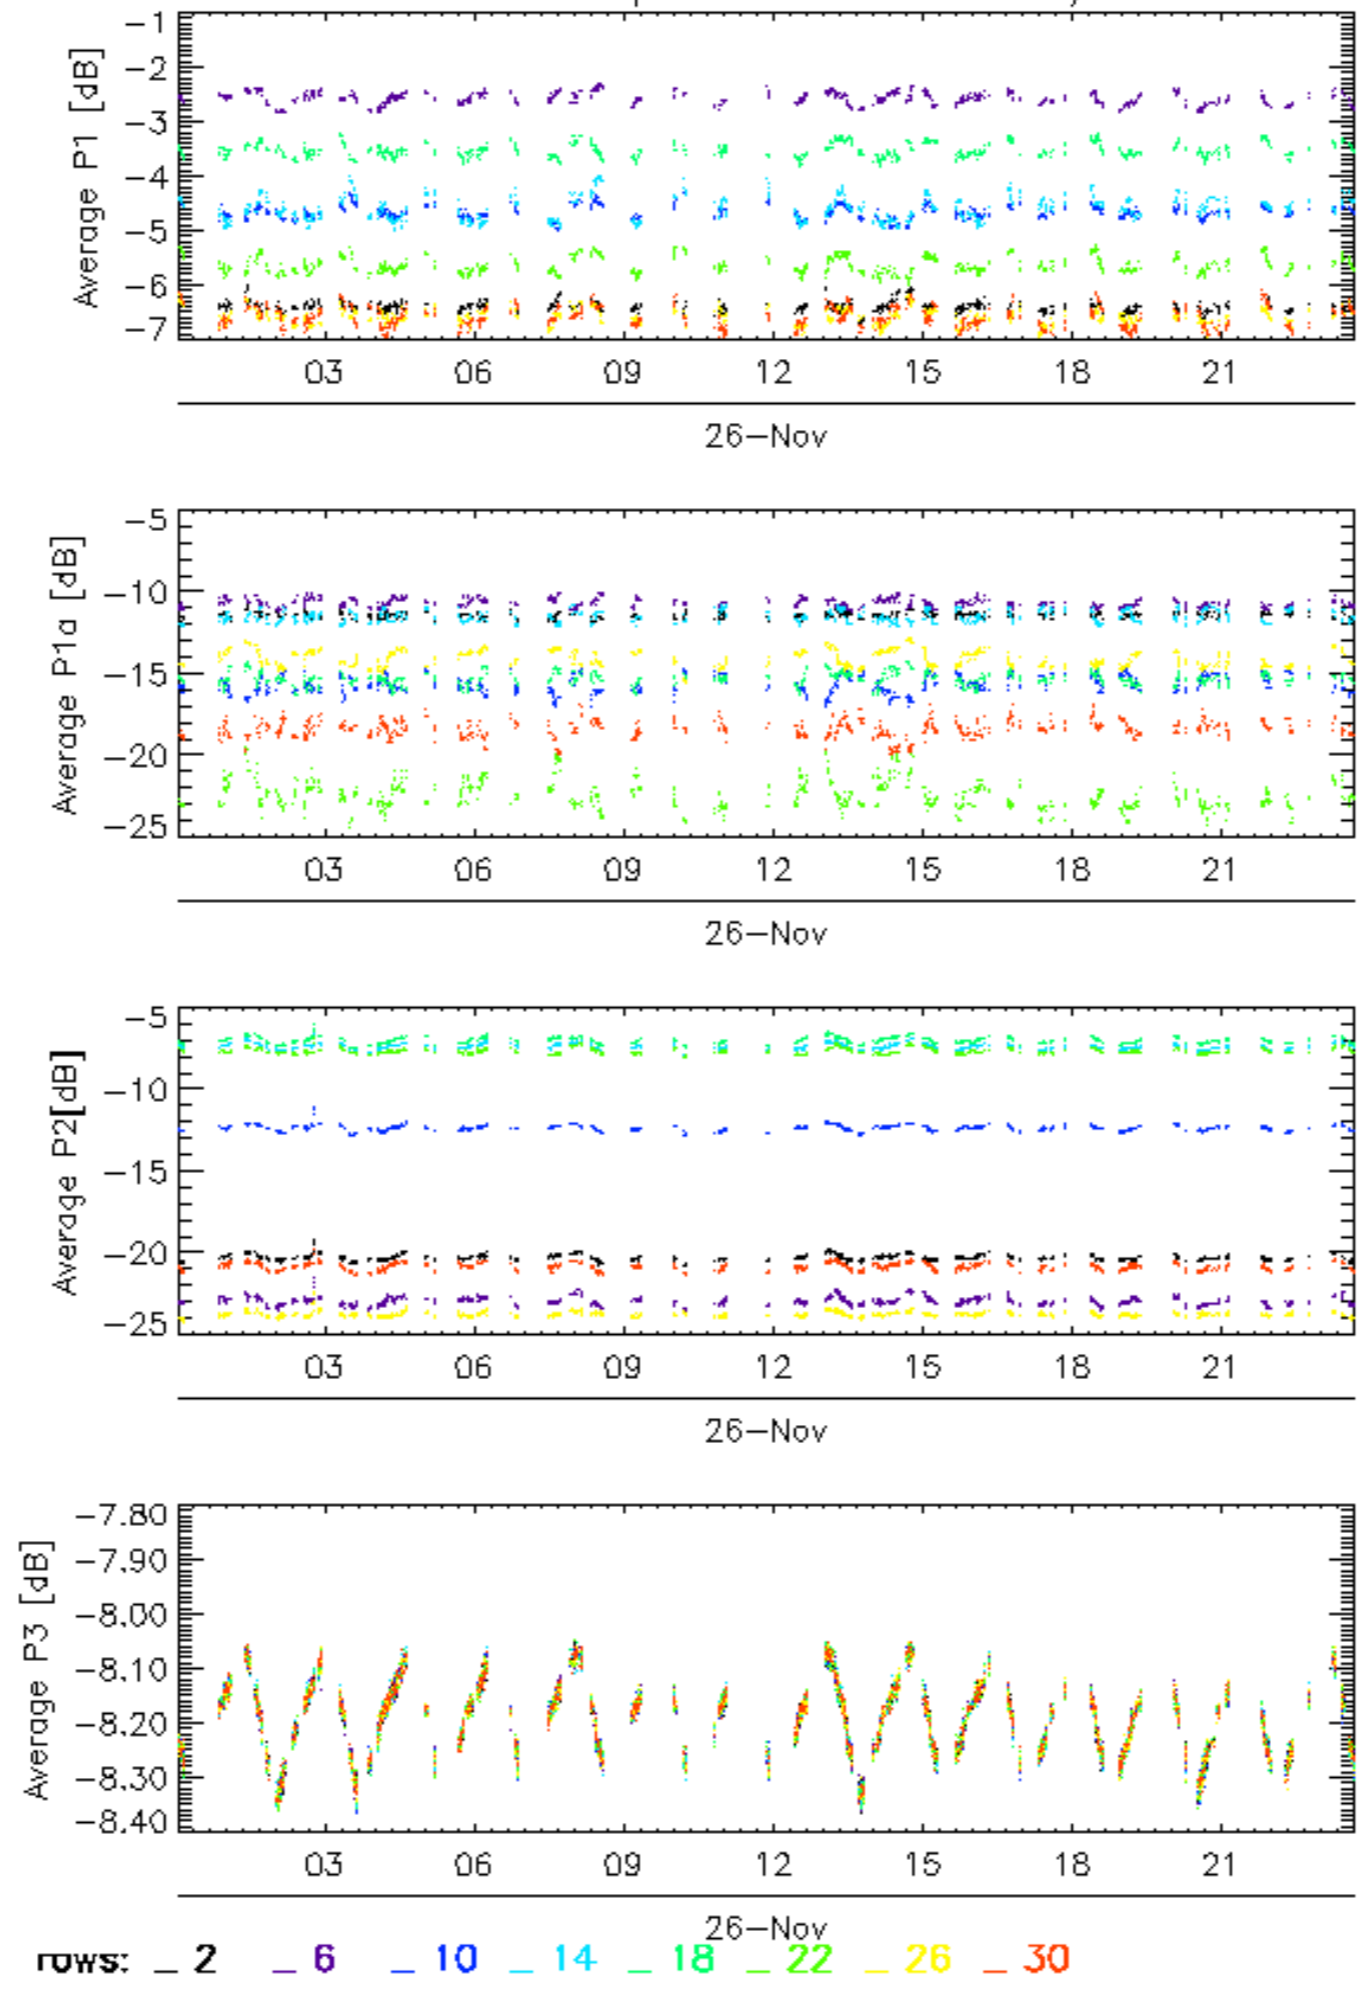 −1
−2
−3
−4
−5
−6
−7
Average P1 [dB]
03 06 09 12 15 18 21
26−Nov
−5
−10
−15
−20
−25
Average P1a [dB]
03 06 09 12 15 18 21
26−Nov
−5
−10
−15
−20
−25
Average P2[dB]
03 06 09 12 15 18 21
26−Nov
−7.80
−7.90
−8.00
−8.10
−8.20
−8.30
−8.40
Average P3 [dB]
03 06 09 12 15 18 21
26−Nov
rows: _ 2 _ 6 _ 10 _ 14 _ 18 _ 22 _ 26 _ 30